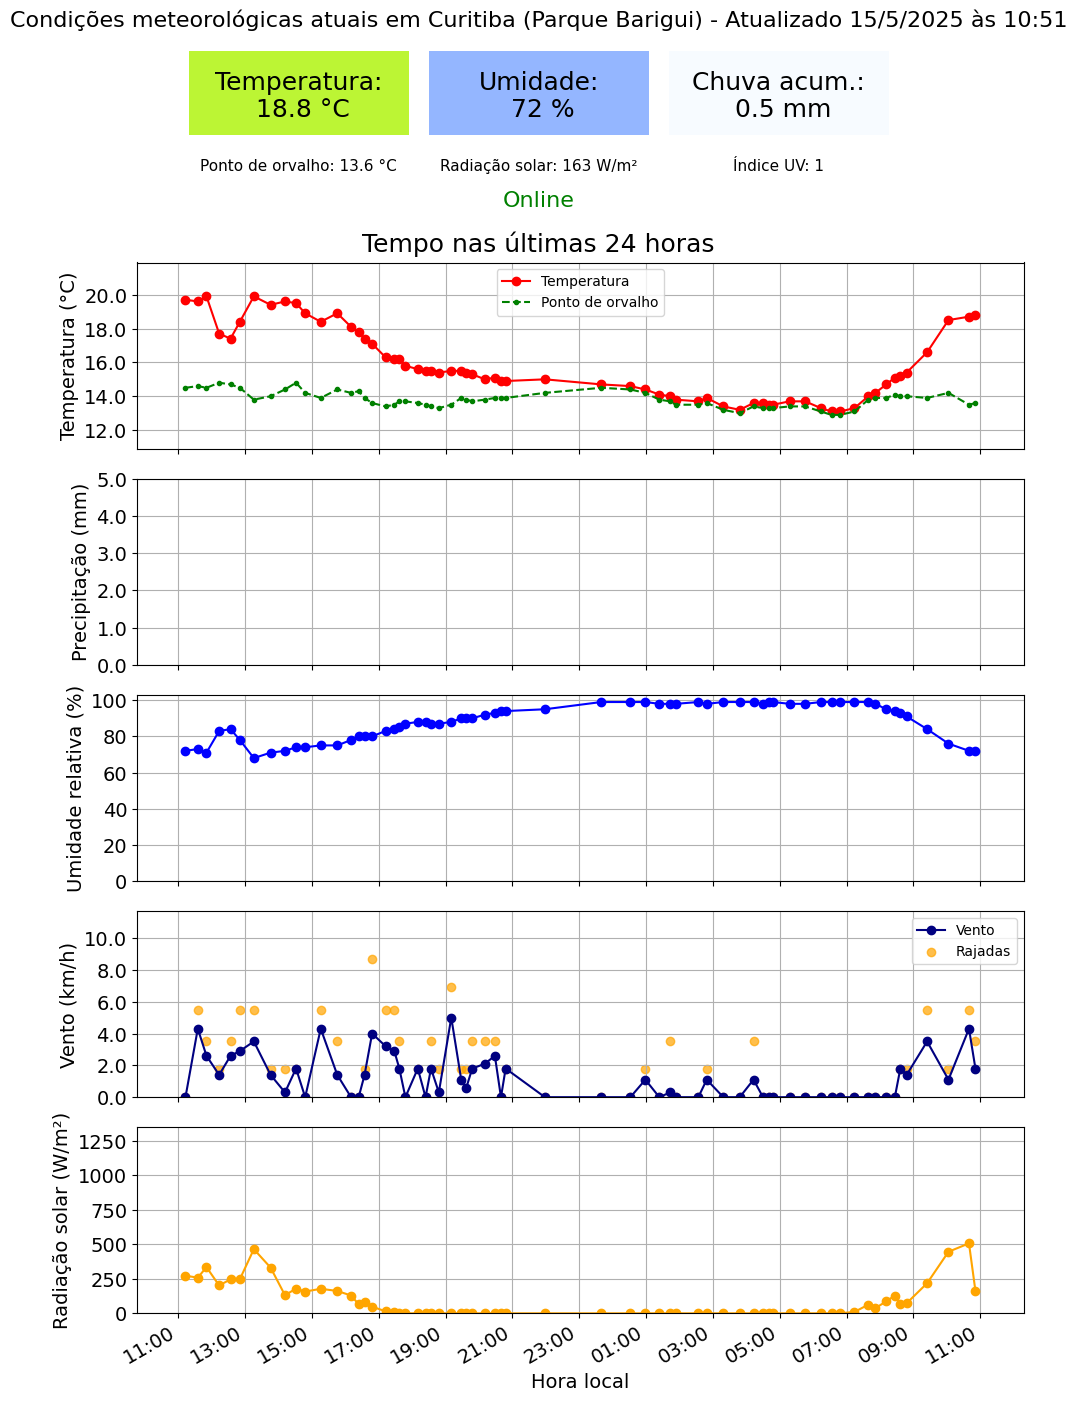 Condições meteorológicas atuais em Curitiba (Parque Barigui) - Atualizado 15/5/2025 às 10:51
Temperatura:
18.8 °C
Umidade:
72 %
Chuva acum.:
0.5 mm
Ponto de orvalho: 13.6 °C
Radiação solar: 163 W/m²
Índice UV: 1
Online
Tempo nas últimas 24 horas
Temperatura (°C)
20.0
18.0
16.0
14.0
12.0
Temperatura
Ponto de orvalho
Precipitação (mm)
5.0
4.0
3.0
2.0
1.0
0.0
Umidade relativa (%)
100
80
60
40
20
0
Vento (km/h)
10.0
8.0
6.0
4.0
2.0
0.0
Vento
Rajadas
Radiação solar (W/m²)
1250
1000
750
500
250
0
11:00
13:00
15:00
17:00
19:00
21:00
23:00
01:00
03:00
05:00
07:00
09:00
11:00
Hora local